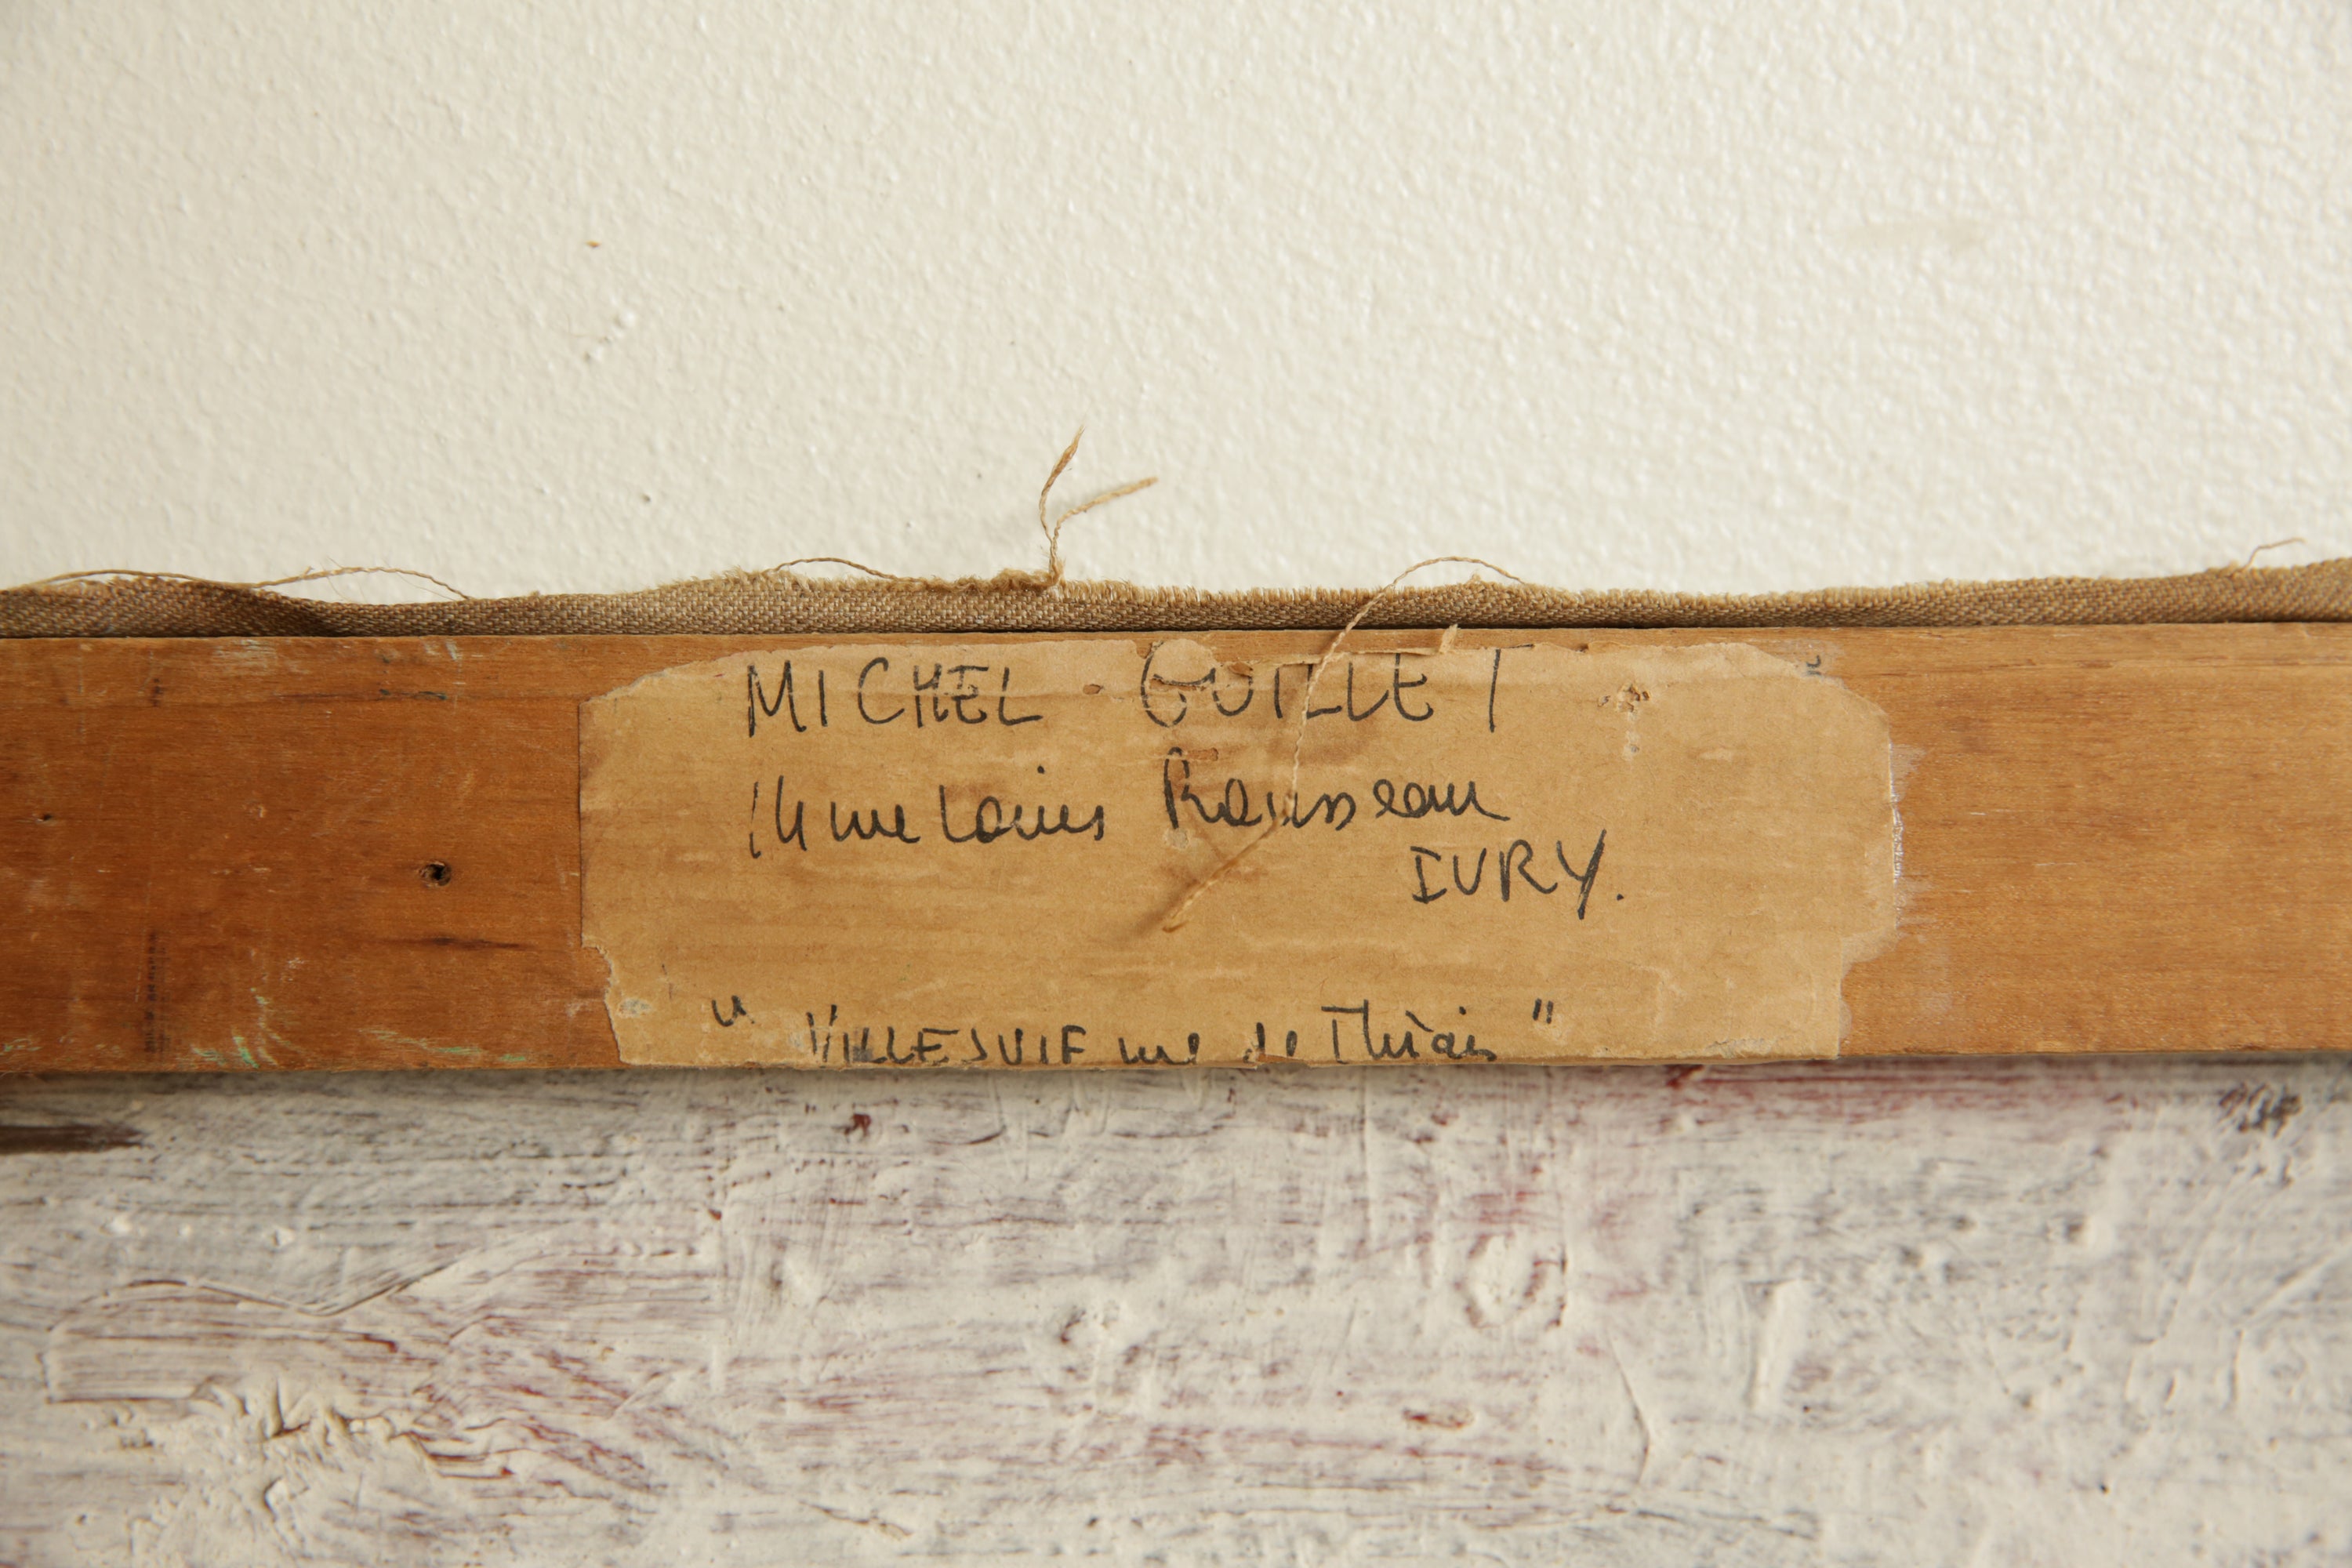 MICHEL GUILLET
14 rue Louis Rousseau
IVRY.
" VILLEJUIF rue de Thiais "